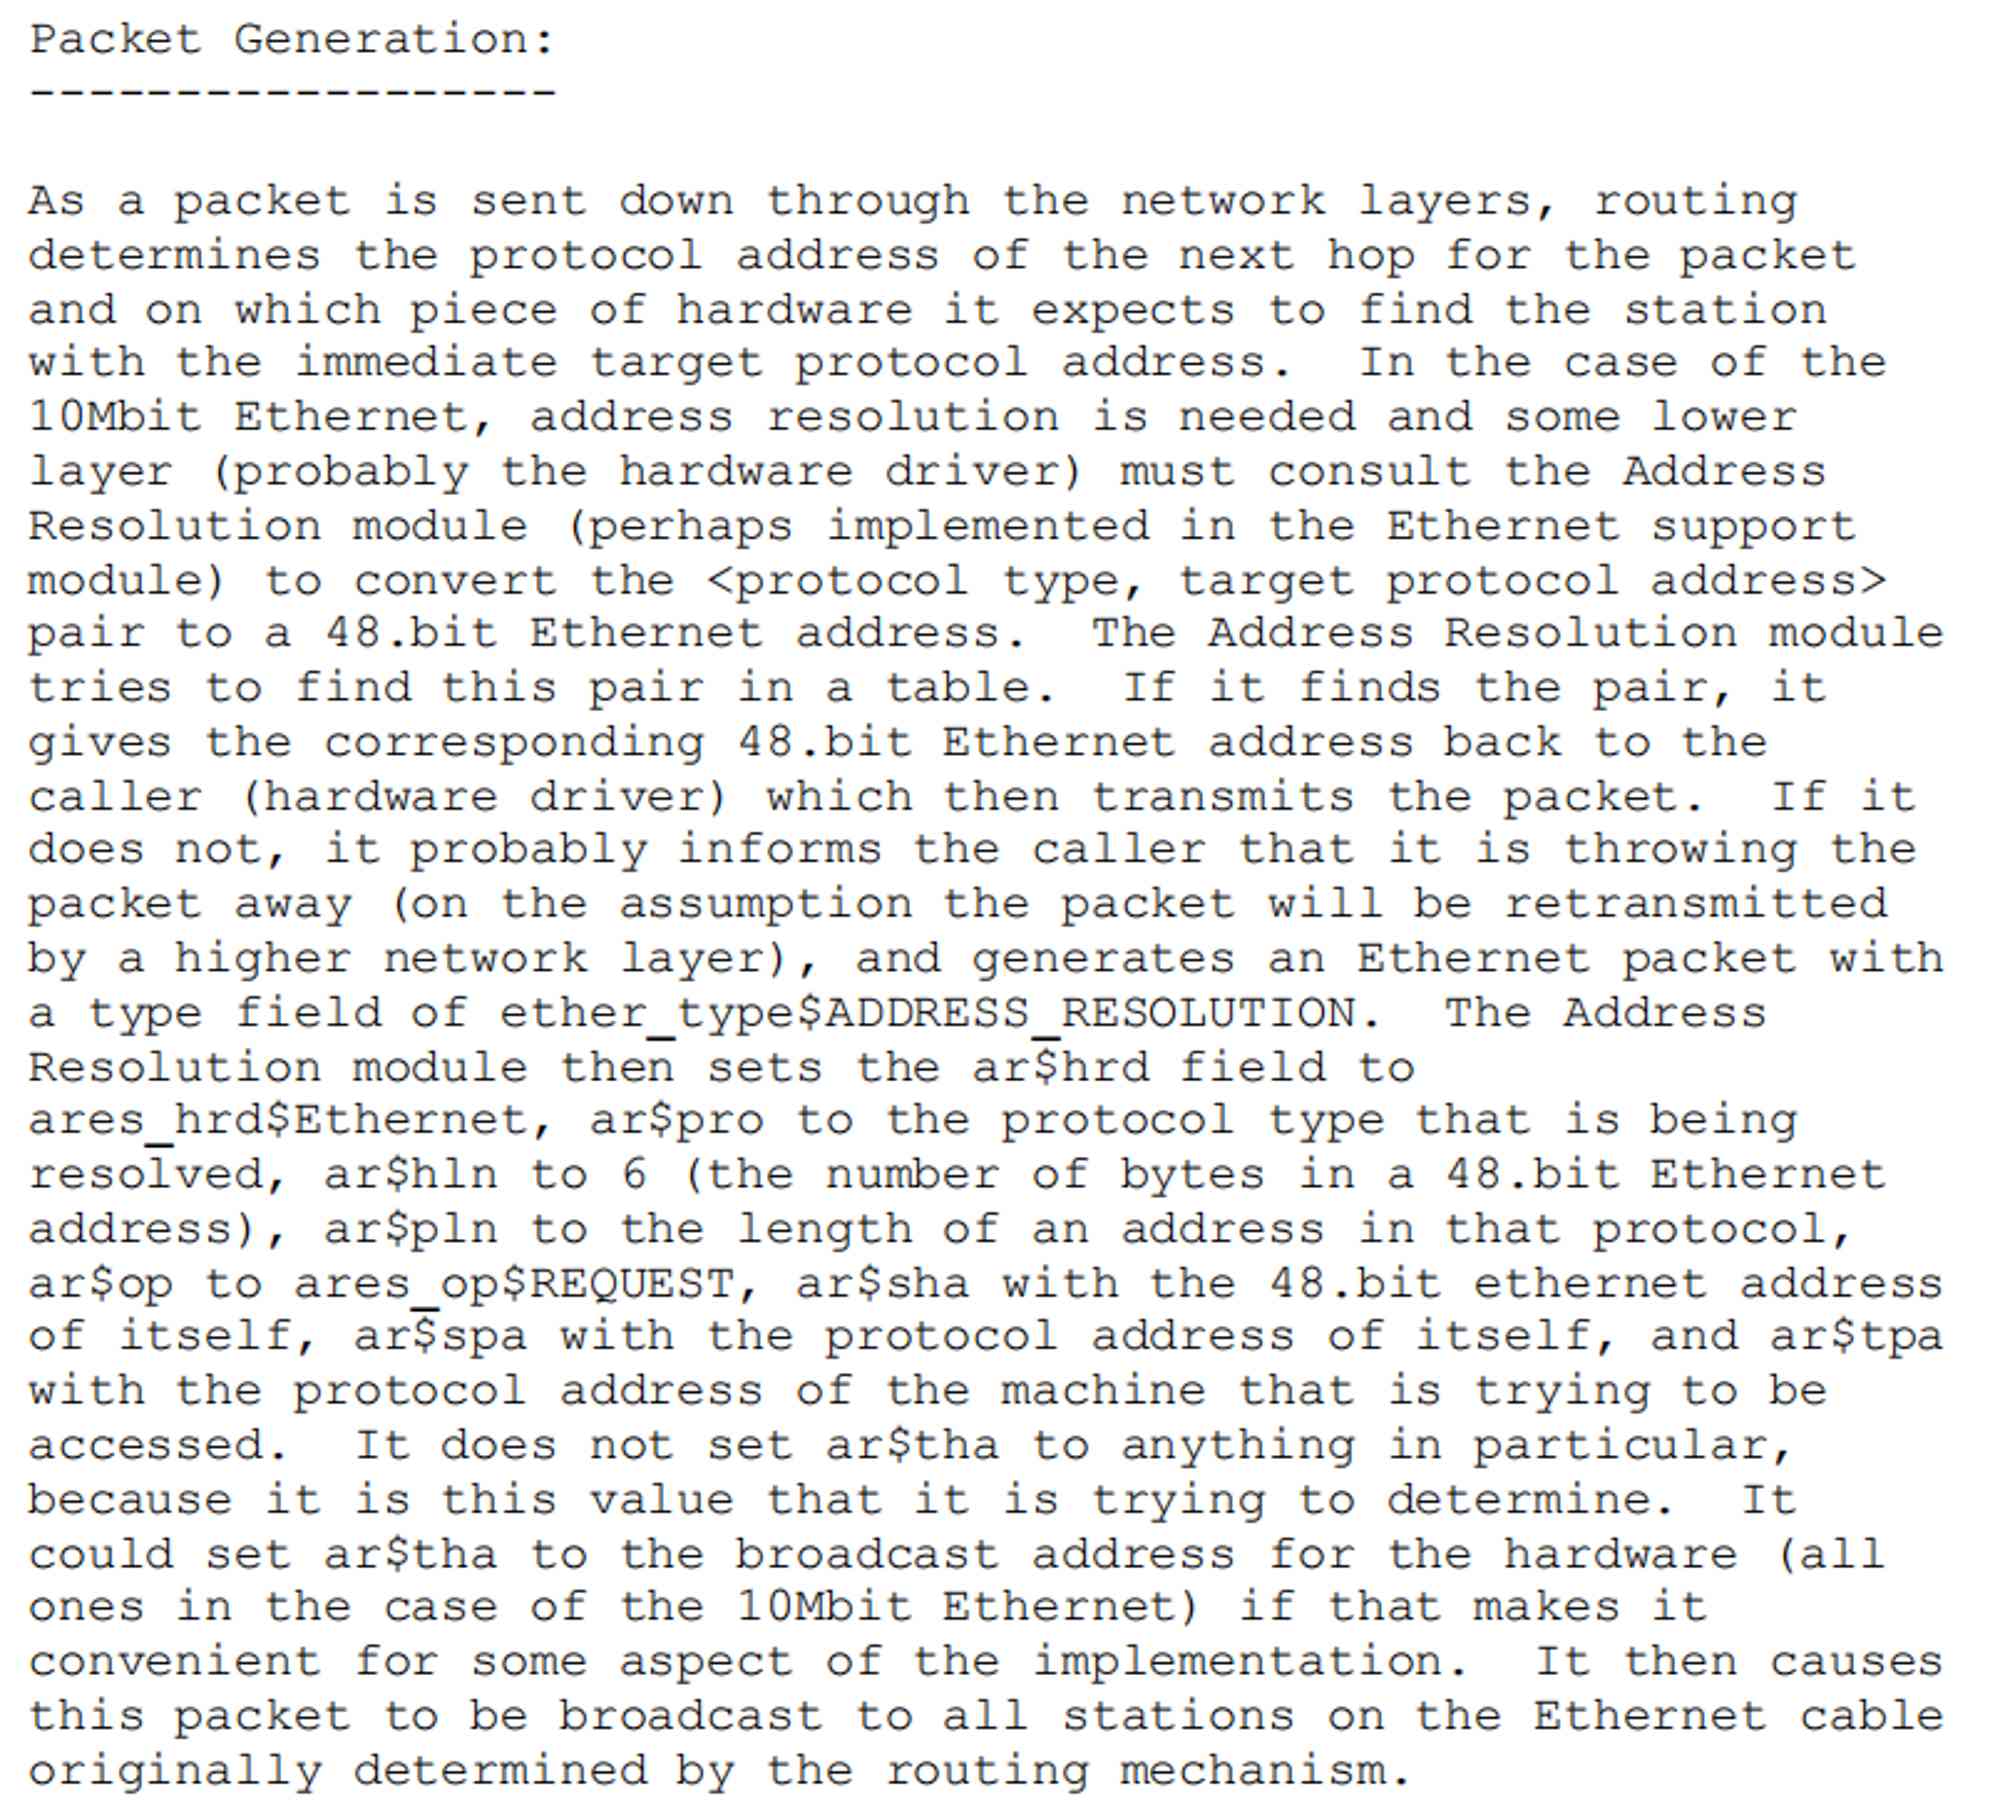 Packet Generation:
------------------
As a packet is sent down through the network layers, routing
determines the protocol address of the next hop for the packet
and on which piece of hardware it expects to find the station
with the immediate target protocol address.  In the case of the
10Mbit Ethernet, address resolution is needed and some lower
layer (probably the hardware driver) must consult the Address
Resolution module (perhaps implemented in the Ethernet support
module) to convert the <protocol type, target protocol address>
pair to a 48.bit Ethernet address.  The Address Resolution module
tries to find this pair in a table.  If it finds the pair, it
gives the corresponding 48.bit Ethernet address back to the
caller (hardware driver) which then transmits the packet.  If it
does not, it probably informs the caller that it is throwing the
packet away (on the assumption the packet will be retransmitted
by a higher network layer), and generates an Ethernet packet with
a type field of ether_type$ADDRESS_RESOLUTION.  The Address
Resolution module then sets the ar$hrd field to
ares_hrd$Ethernet, ar$pro to the protocol type that is being
resolved, ar$hln to 6 (the number of bytes in a 48.bit Ethernet
address), ar$pln to the length of an address in that protocol,
ar$op to ares_op$REQUEST, ar$sha with the 48.bit ethernet address
of itself, ar$spa with the protocol address of itself, and ar$tpa
with the protocol address of the machine that is trying to be
accessed.  It does not set ar$tha to anything in particular,
because it is this value that it is trying to determine.  It
could set ar$tha to the broadcast address for the hardware (all
ones in the case of the 10Mbit Ethernet) if that makes it
convenient for some aspect of the implementation.  It then causes
this packet to be broadcast to all stations on the Ethernet cable
originally determined by the routing mechanism.